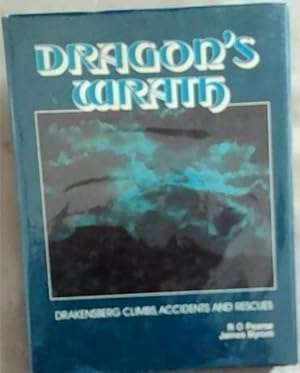 DRAGON'S
WRATH
DRAKENSBERG CLIMBS, ACCIDENTS AND RESCUES
R O Pearse
James Byrom